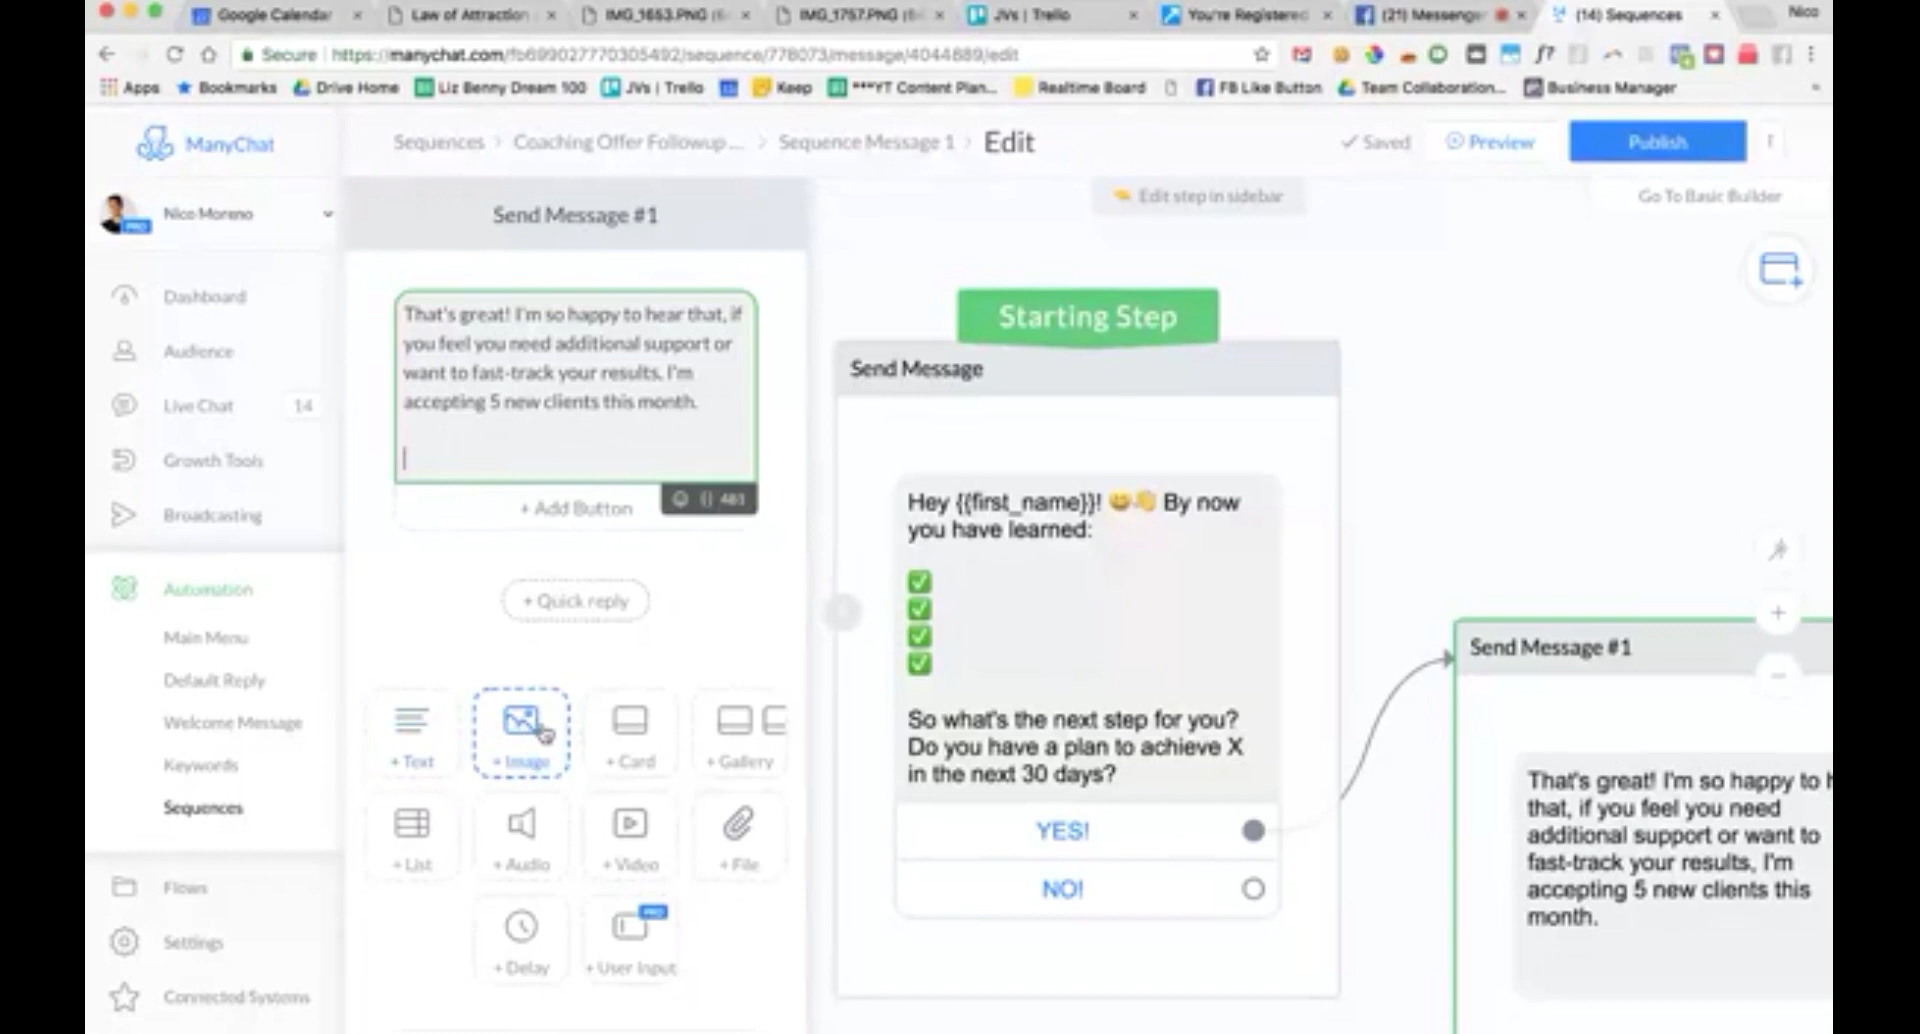 Google Calendar
Law of Attraction
IMG_1653.PNG
IMG_1757.PNG
JVs | Trello
You're Registered
(21) Messenger
(14) Sequences
Nico
Secure
https://manychat.com/fb699027770305492/sequence/778073/message/4044889/edit
f?
Apps
Bookmarks
Drive Home
Liz Benny Dream 100
JVs | Trello
Keep
***YT Content Plan...
Realtime Board
FB Like Button
Team Collaboration...
Business Manager
»
ManyChat
Sequences > Coaching Offer Followup ... > Sequence Message 1 > Edit
Saved
Preview
Publish
Nico Moreno
PRO
Send Message #1
Edit step in sidebar
Go To Basic Builder
Dashboard
Audience
Live Chat
14
Growth Tools
Broadcasting
Automation
Main Menu
Default Reply
Welcome Message
Keywords
Sequences
Flows
Settings
Connected Systems
That's great! I'm so happy to hear that, if
you feel you need additional support or
want to fast-track your results, I'm
accepting 5 new clients this month.
+ Add Button
{} 481
+ Quick reply
+ Text
+ Image
+ Card
+ Gallery
+ List
+ Audio
+ Video
+ File
+ Delay
PRO
+ User Input
Starting Step
Send Message
Hey {{first_name}}! 😄👋 By now
you have learned:
✅
✅
✅
✅
So what's the next step for you?
Do you have a plan to achieve X
in the next 30 days?
YES!
NO!
Send Message #1
That's great! I'm so happy to h
that, if you feel you need
additional support or want to
fast-track your results, I'm
accepting 5 new clients this
month.